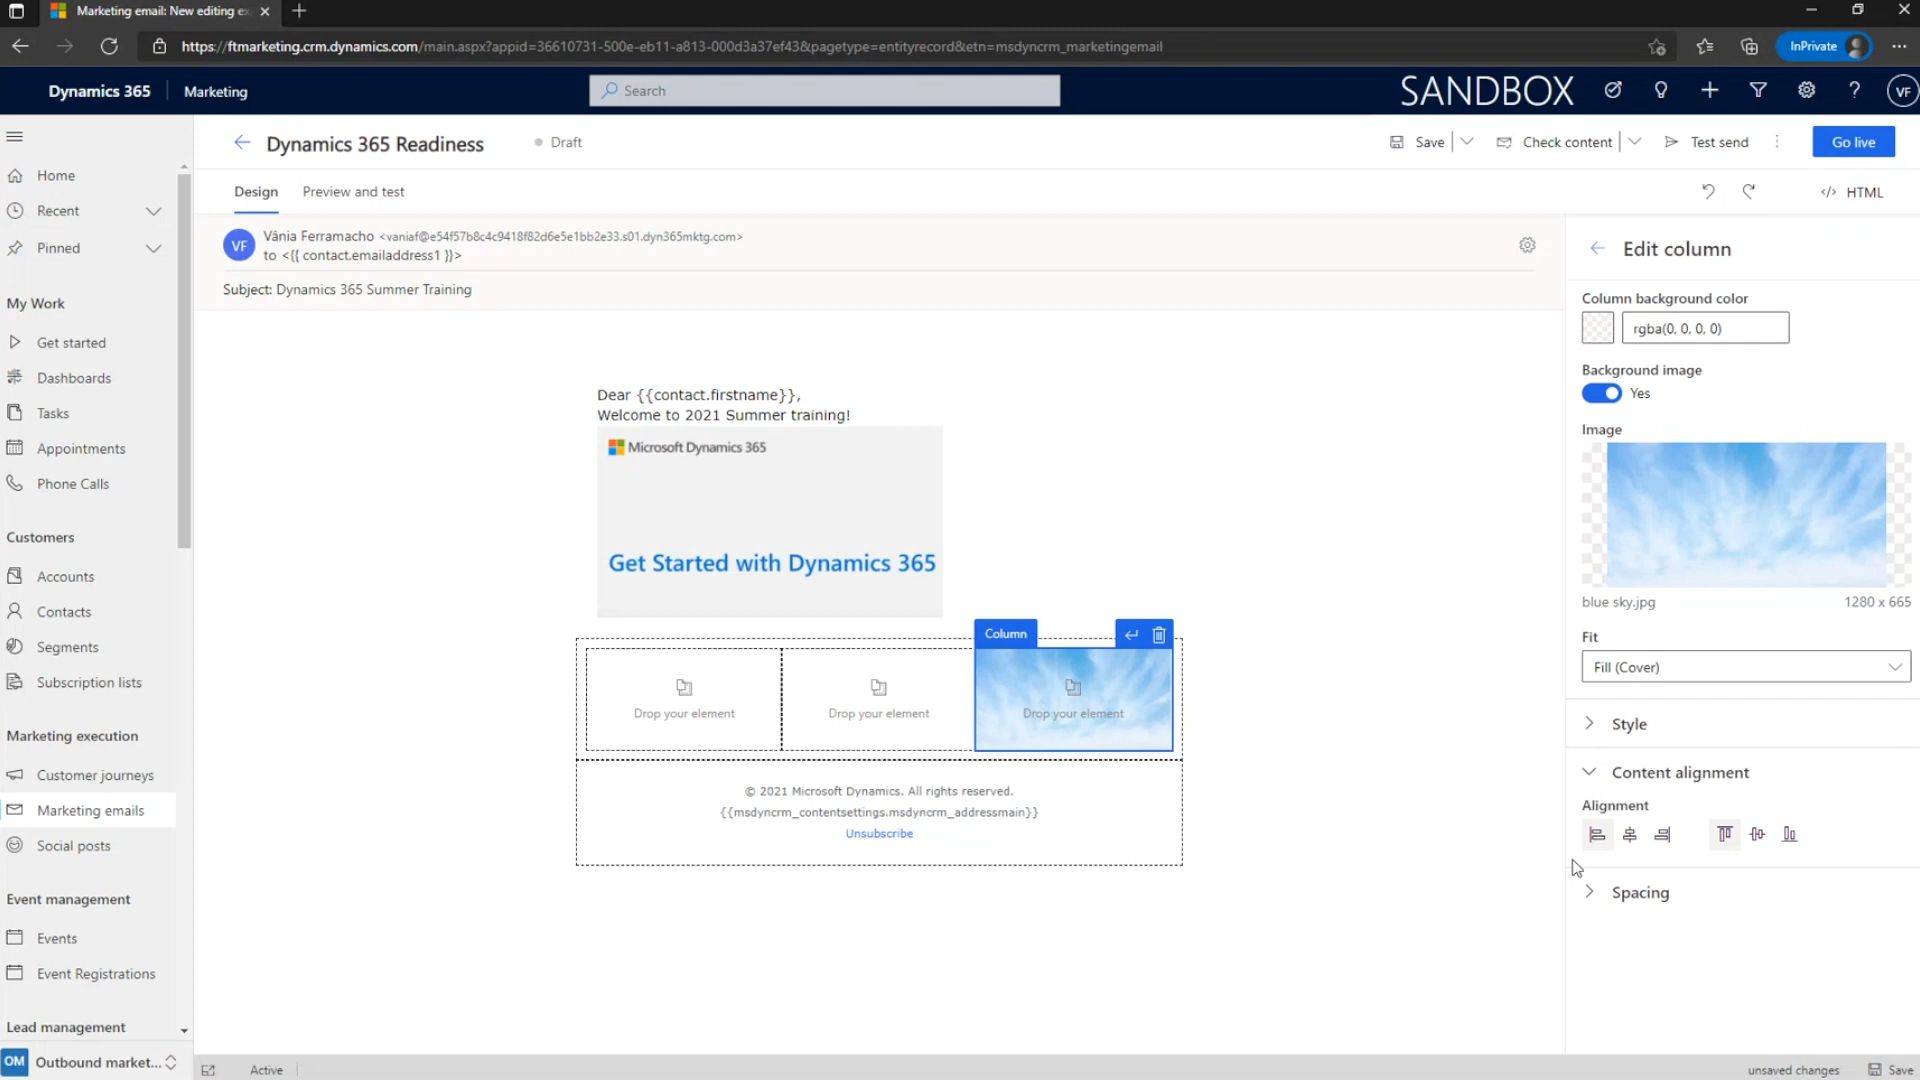 Marketing email: New editing ex
https://ftmarketing.crm.dynamics.com/main.aspx?appid=36610731-500e-eb11-a813-000d3a37ef43&pagetype=entityrecord&etn=msdyncrm_marketingemail
InPrivate
Dynamics 365
Marketing
Search
SANDBOX
VF
Dynamics 365 Readiness
Draft
Save
Check content
Test send
Go live
Design
Preview and test
HTML
Home
Recent
Pinned
My Work
Get started
Dashboards
Tasks
Appointments
Phone Calls
Customers
Accounts
Contacts
Segments
Subscription lists
Marketing execution
Customer journeys
Marketing emails
Social posts
Event management
Events
Event Registrations
Lead management
OM Outbound market...
VF
Vânia Ferramacho <vaniaf@e54f57b8c4c9418f82d6e5e1bb2e33.s01.dyn365mktg.com>
to <{{ contact.emailaddress1 }}>
Subject: Dynamics 365 Summer Training
Dear {{contact.firstname}},
Welcome to 2021 Summer training!
Microsoft Dynamics 365
Get Started with Dynamics 365
Column
Drop your element
Drop your element
Drop your element
© 2021 Microsoft Dynamics. All rights reserved.
{{msdyncrm_contentsettings.msdyncrm_addressmain}}
Unsubscribe
Edit column
Column background color
rgba(0, 0, 0, 0)
Background image
Yes
Image
blue sky.jpg
1280 x 665
Fit
Fill (Cover)
Style
Content alignment
Alignment
Spacing
Active
unsaved changes
Save